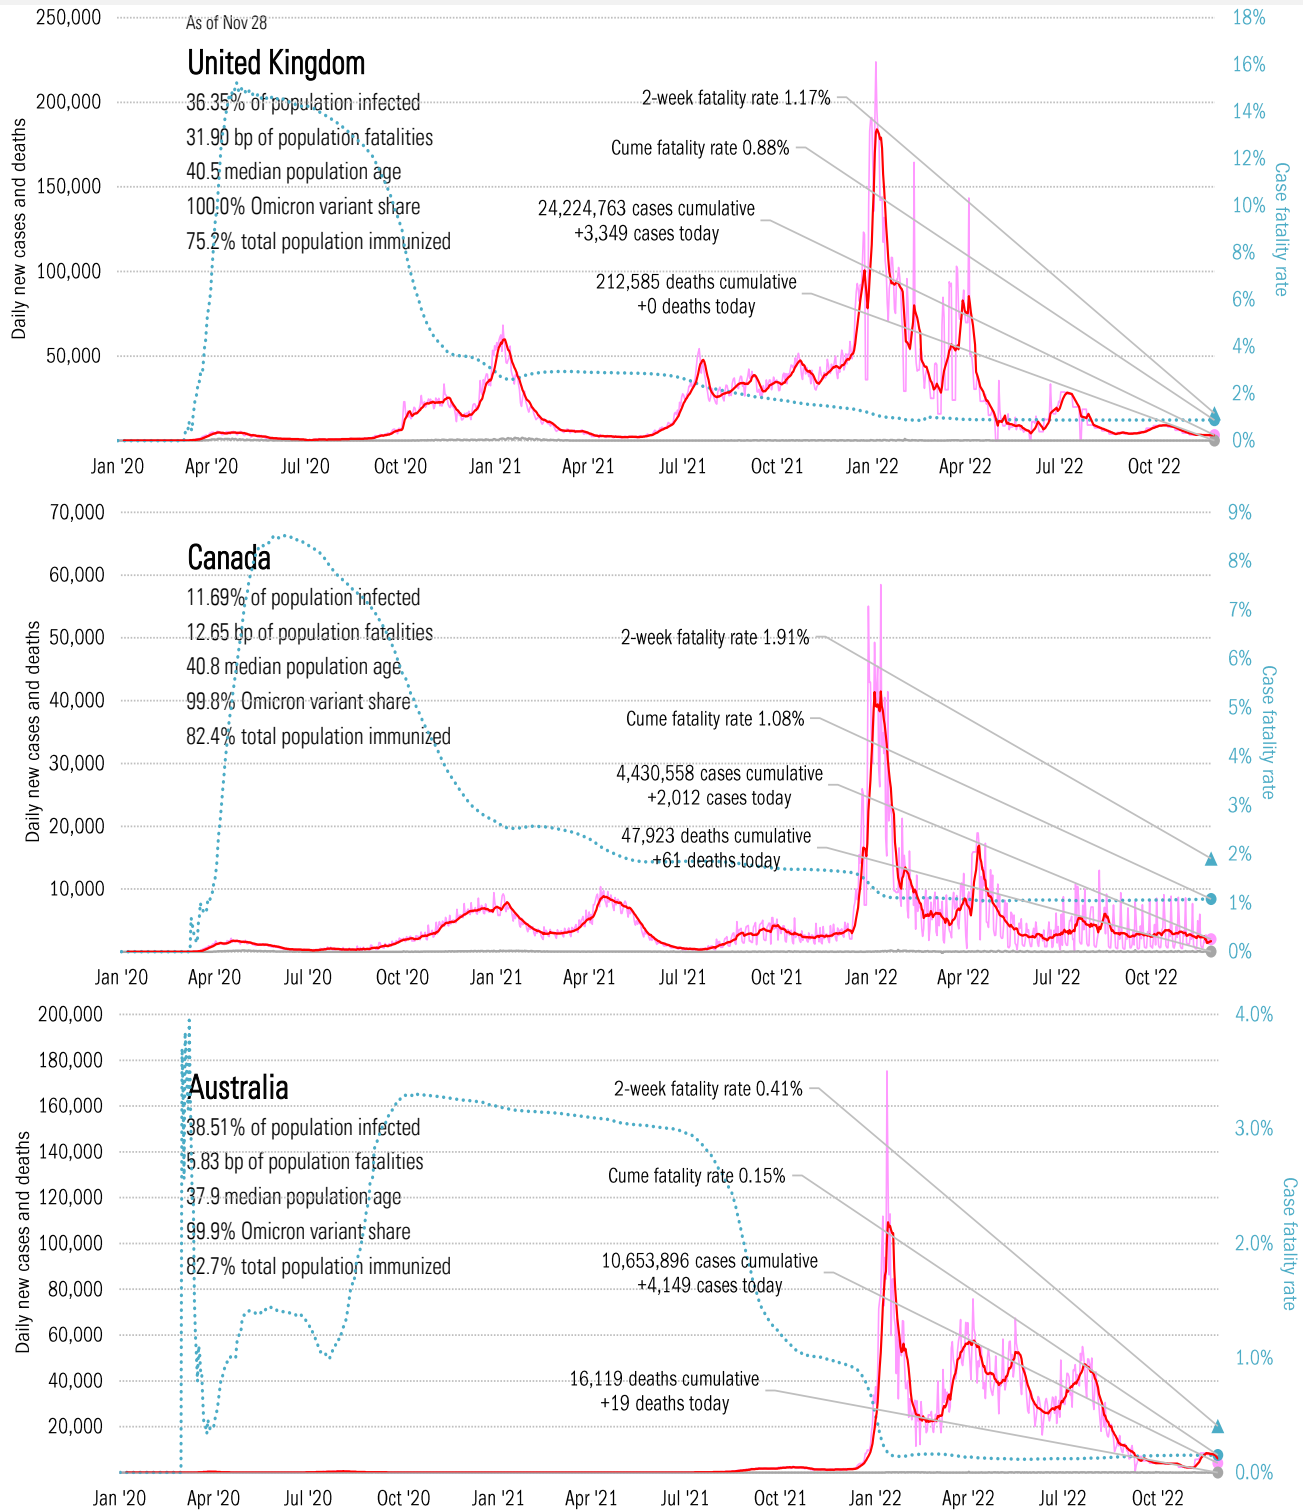 250,000
As of Nov 28
18%
United Kingdom
16%
36.35% of population infected
2-week fatality rate 1.17%
200,000
14%
31.90 bp of population fatalities
Cume fatality rate 0.88%
12%
40.5 median population age
150,000
100.0% Omicron variant share
24,224,763 cases cumulative
+3,349 cases today
10%
75.2% total population immunized
8%
100,000
212,585 deaths cumulative
+0 deaths today
6%
50,000
4%
2%
0%
Daily new cases and deaths
Case fatality rate
Jan '20 Apr '20 Jul '20 Oct '20 Jan '21 Apr '21 Jul '21 Oct '21 Jan '22 Apr '22 Jul '22 Oct '22
70,000
9%
Canada
8%
60,000
11.69% of population infected
7%
12.65 bp of population fatalities
2-week fatality rate 1.91%
50,000
40.8 median population age
6%
99.8% Omicron variant share
40,000
5%
Cume fatality rate 1.08%
82.4% total population immunized
4%
30,000
4,430,558 cases cumulative
+2,012 cases today
3%
20,000
47,923 deaths cumulative
+61 deaths today
2%
10,000
1%
0%
Daily new cases and deaths
Case fatality rate
Jan '20 Apr '20 Jul '20 Oct '20 Jan '21 Apr '21 Jul '21 Oct '21 Jan '22 Apr '22 Jul '22 Oct '22
200,000
4.0%
180,000
Australia
2-week fatality rate 0.41%
160,000
38.51% of population infected
3.0%
140,000
5.83 bp of population fatalities
Cume fatality rate 0.15%
120,000
37.9 median population age
99.9% Omicron variant share
100,000
2.0%
82.7% total population immunized
10,653,896 cases cumulative
+4,149 cases today
80,000
60,000
1.0%
40,000
16,119 deaths cumulative
+19 deaths today
20,000
0.0%
Daily new cases and deaths
Case fatality rate
Jan '20 Apr '20 Jul '20 Oct '20 Jan '21 Apr '21 Jul '21 Oct '21 Jan '22 Apr '22 Jul '22 Oct '22